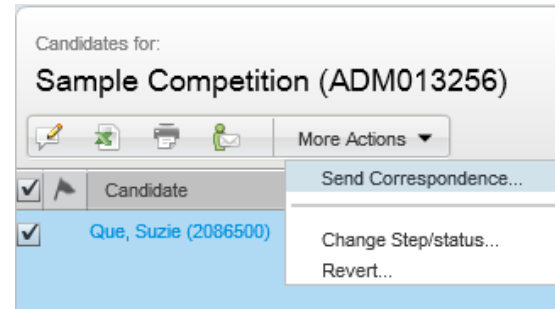 Candidates for:
Sample Competition (ADM013256)
More Actions
Send Correspondence...
Candidate
Que, Suzie (2086500)
Change Step/status...
Revert...